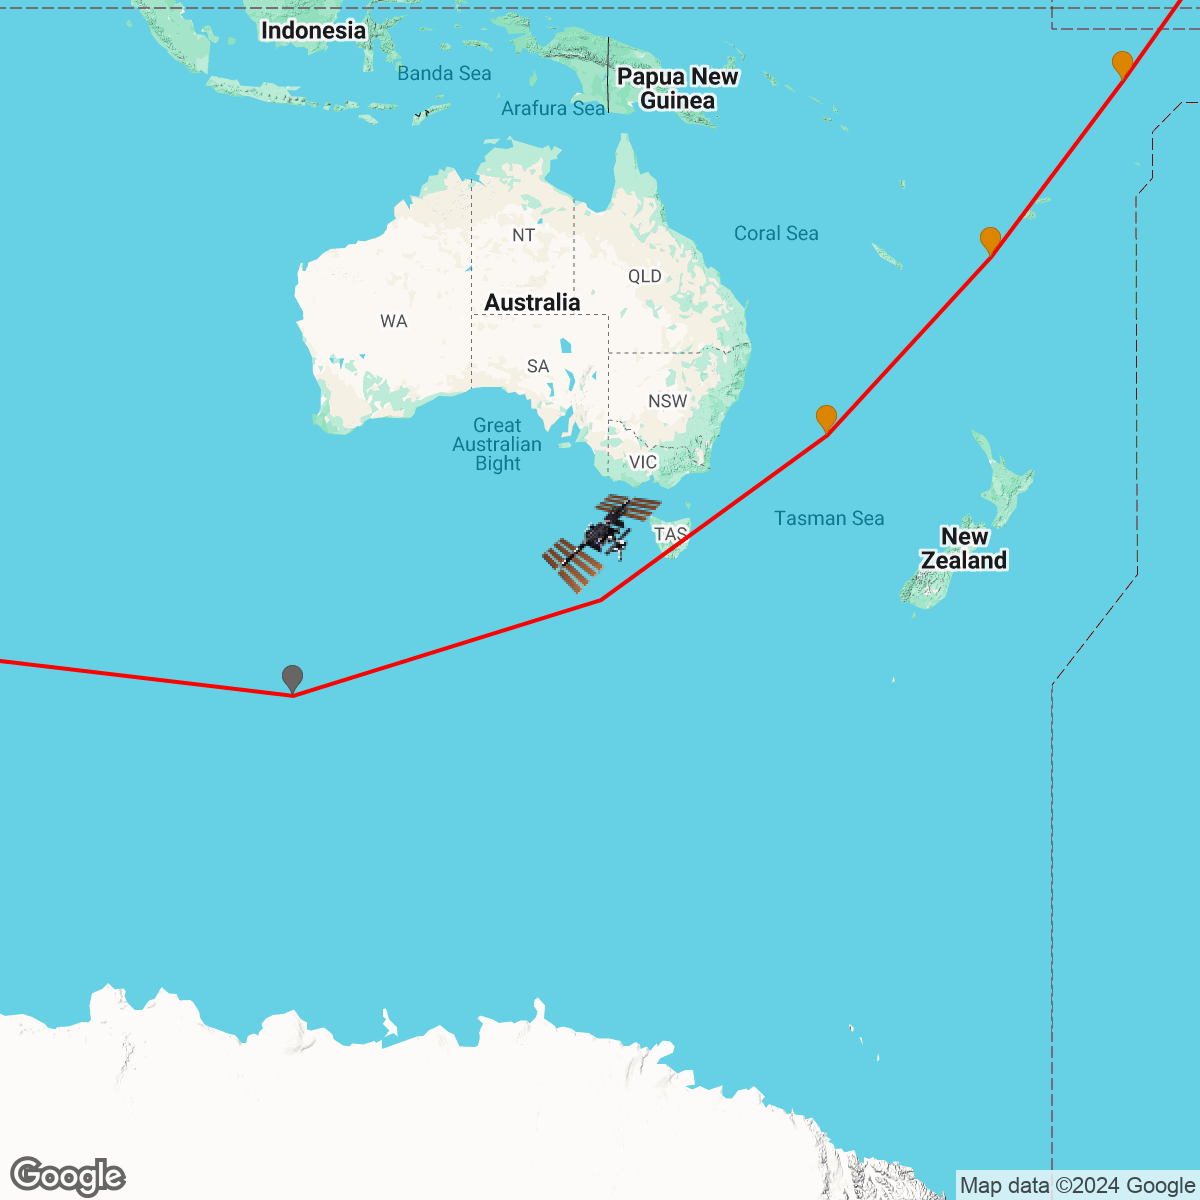 Indonesia
Banda Sea
Papua New
Guinea
Arafura Sea
NT
Coral Sea
QLD
Australia
WA
SA
NSW
Great
Australian
Bight
VIC
Tasman Sea
TAS
New
Zealand
Google
Map data ©2024 Google